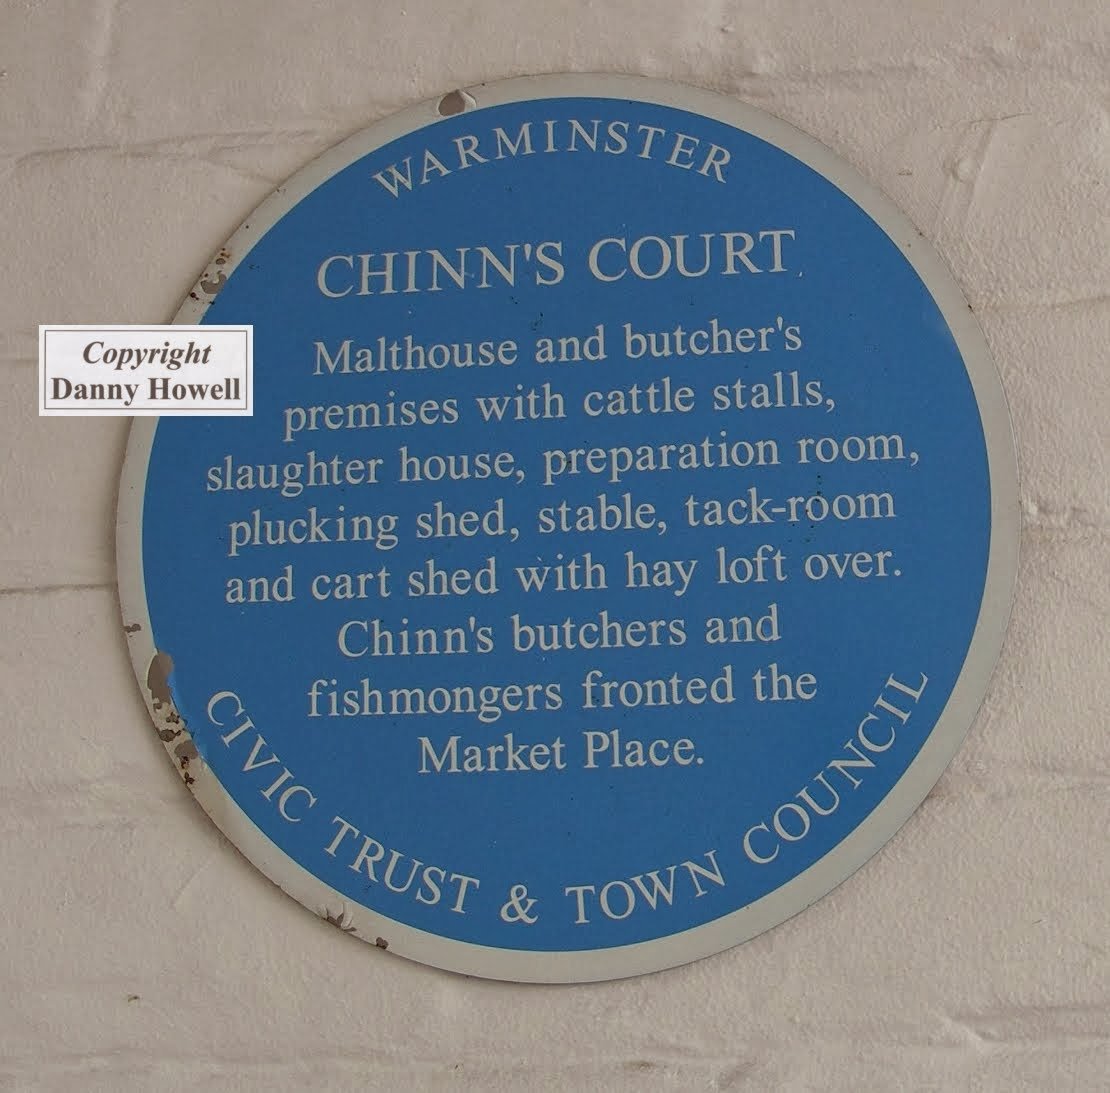 WARMINSTER
CHINN'S COURT
Malthouse and butcher's
premises with cattle stalls,
slaughter house, preparation room,
plucking shed, stable, tack-room
and cart shed with hay loft over.
Chinn's butchers and
fishmongers fronted the
Market Place.
CIVIC TRUST & TOWN COUNCIL
Copyright
Danny Howell